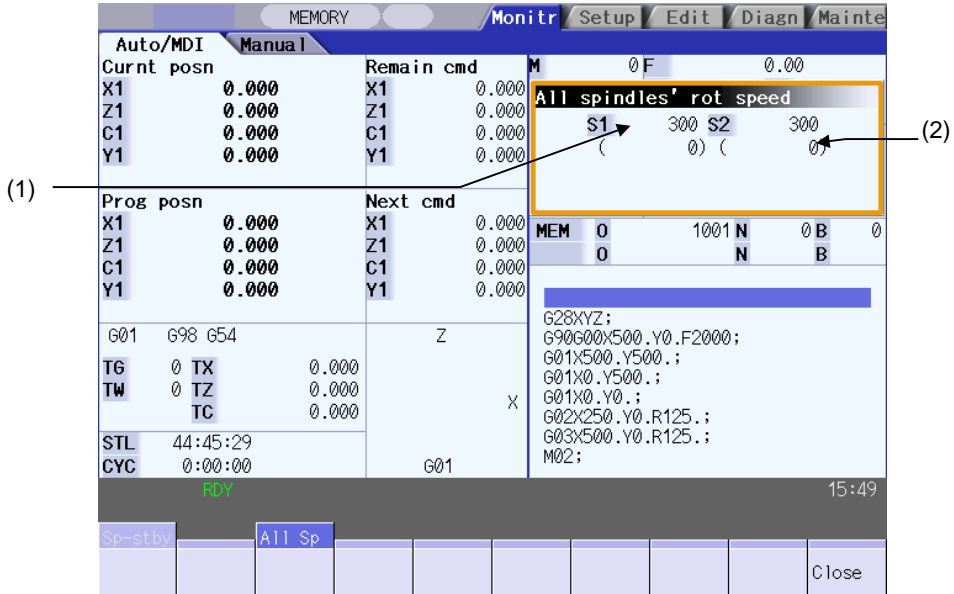 MEMORY Monitr Setup Edit Diagn Mainte
Auto/MDI Manual
Curnt posn
X1 0.000
Z1 0.000
C1 0.000
Y1 0.000
Remain cmd
X1 0.000
Z1 0.000
C1 0.000
Y1 0.000
M 0 F 0.00
All spindles' rot speed
S1 300 S2 300
( 0) ( 0)
(1)
(2)
Prog posn
X1 0.000
Z1 0.000
C1 0.000
Y1 0.000
Next cmd
X1 0.000
Z1 0.000
C1 0.000
Y1 0.000
MEM O 1001 N 0 B 0
O N B
G28XYZ;
G90G00X500.Y0.F2000;
G01X500.Y500.;
G01X0.Y500.;
G01X0.Y0.;
G02X250.Y0.R125.;
G03X500.Y0.R125.;
M02;
G01 G98 G54
TG 0 TX 0.000
TW 0 TZ 0.000
TC 0.000
Z
X
G01
STL 44:45:29
CYC 0:00:00
RDY 15:49
Sp-stby All Sp
Close